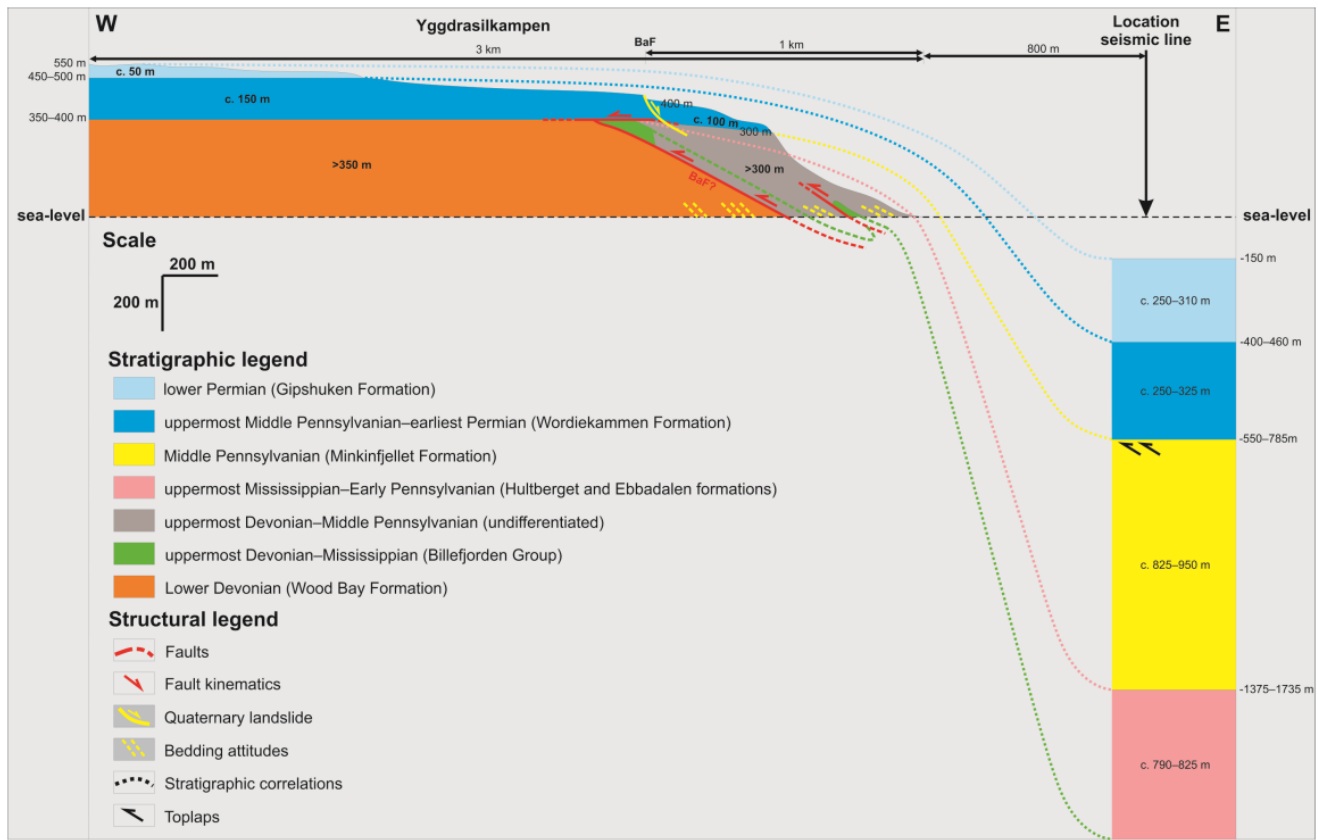 W
Yggdrasilkampen
Location
seismic line
E
BaF
3 km
1 km
800 m
550 m
450–500 m
350–400 m
sea-level
c. 50 m
c. 150 m
>350 m
400 m
c. 100 m
300 m
>300 m
BaF?
sea-level
-150 m
c. 250–310 m
-400–460 m
c. 250–325 m
-550–785m
c. 825–950 m
-1375–1735 m
c. 790–825 m
Scale
200 m
200 m
Stratigraphic legend
lower Permian (Gipshuken Formation)
uppermost Middle Pennsylvanian–earliest Permian (Wordiekammen Formation)
Middle Pennsylvanian (Minkinfjellet Formation)
uppermost Mississippian–Early Pennsylvanian (Hultberget and Ebbadalen formations)
uppermost Devonian–Middle Pennsylvanian (undifferentiated)
uppermost Devonian–Mississippian (Billefjorden Group)
Lower Devonian (Wood Bay Formation)
Structural legend
Faults
Fault kinematics
Quaternary landslide
Bedding attitudes
Stratigraphic correlations
Toplaps